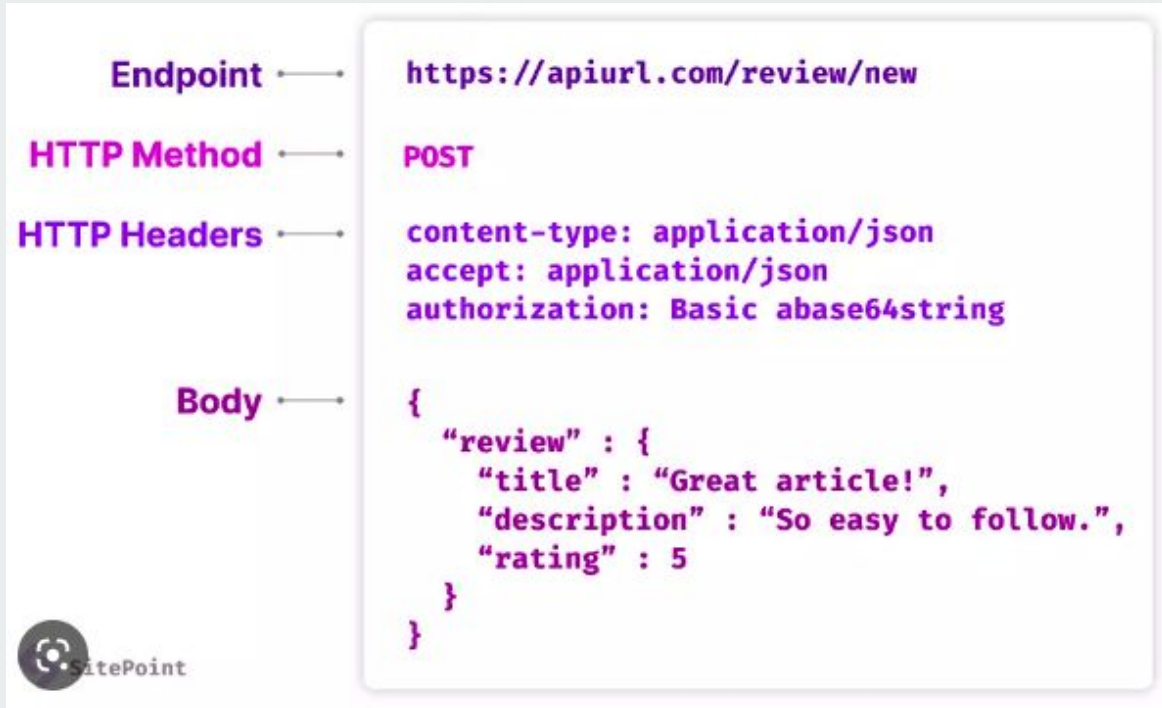 Endpoint https://apiurl.com/review/new
HTTP Method POST
HTTP Headers content-type: application/json
accept: application/json
authorization: Basic abase64string
Body {
“review” : {
“title” : “Great article!”,
“description” : “So easy to follow.”,
“rating” : 5
}
}
SitePoint